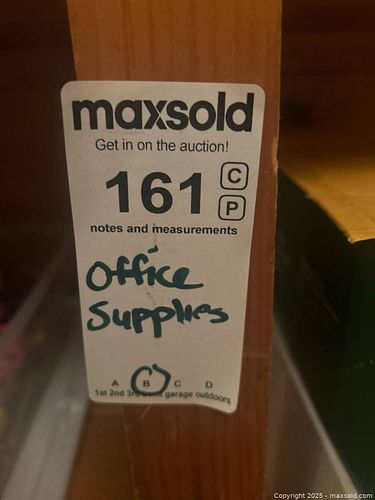 maxsold
Get in on the auction!
161 C
P
notes and measurements
Office
Supplies
A B C D
1st 2nd 3rd bsmt garage outdoors
Copyright © 2025 - maxsold.com